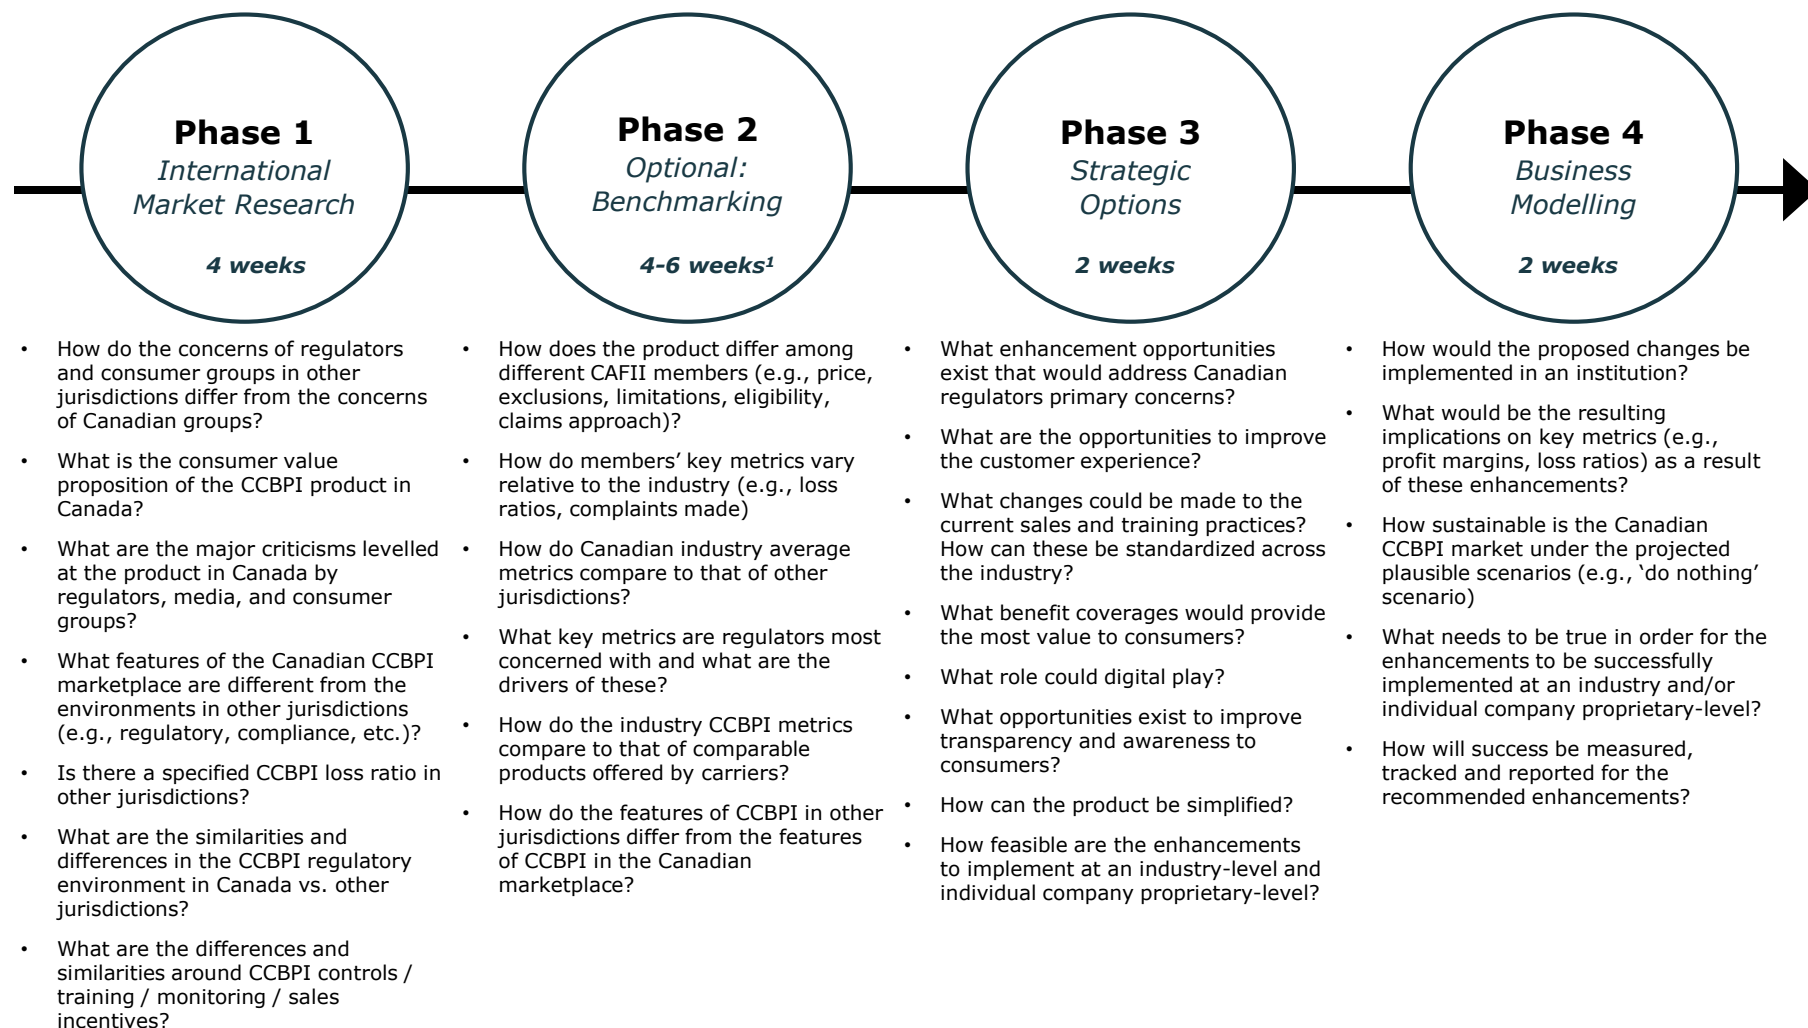 Phase 1
International
Market Research
4 weeks
Phase 2
Optional:
Benchmarking
4-6 weeks¹
Phase 3
Strategic
Options
2 weeks
Phase 4
Business
Modelling
2 weeks
• How do the concerns of regulators
and consumer groups in other
jurisdictions differ from the concerns
of Canadian groups?
• What is the consumer value
proposition of the CCBPI product in
Canada?
• What are the major criticisms levelled
at the product in Canada by
regulators, media, and consumer
groups?
• What features of the Canadian CCBPI
marketplace are different from the
environments in other jurisdictions
(e.g., regulatory, compliance, etc.)?
• Is there a specified CCBPI loss ratio in
other jurisdictions?
• What are the similarities and
differences in the CCBPI regulatory
environment in Canada vs. other
jurisdictions?
• What are the differences and
similarities around CCBPI controls /
training / monitoring / sales
incentives?
• How does the product differ among
different CAFII members (e.g., price,
exclusions, limitations, eligibility,
claims approach)?
• How do members’ key metrics vary
relative to the industry (e.g., loss
ratios, complaints made)
• How do Canadian industry average
metrics compare to that of other
jurisdictions?
• What key metrics are regulators most
concerned with and what are the
drivers of these?
• How do the industry CCBPI metrics
compare to that of comparable
products offered by carriers?
• How do the features of CCBPI in other
jurisdictions differ from the features
of CCBPI in the Canadian
marketplace?
• What enhancement opportunities
exist that would address Canadian
regulators primary concerns?
• What are the opportunities to improve
the customer experience?
• What changes could be made to the
current sales and training practices?
How can these be standardized across
the industry?
• What benefit coverages would provide
the most value to consumers?
• What role could digital play?
• What opportunities exist to improve
transparency and awareness to
consumers?
• How can the product be simplified?
• How feasible are the enhancements
to implement at an industry-level and
individual company proprietary-level?
• How would the proposed changes be
implemented in an institution?
• What would be the resulting
implications on key metrics (e.g.,
profit margins, loss ratios) as a result
of these enhancements?
• How sustainable is the Canadian
CCBPI market under the projected
plausible scenarios (e.g., ‘do nothing’
scenario)
• What needs to be true in order for the
enhancements to be successfully
implemented at an industry and/or
individual company proprietary-level?
• How will success be measured,
tracked and reported for the
recommended enhancements?